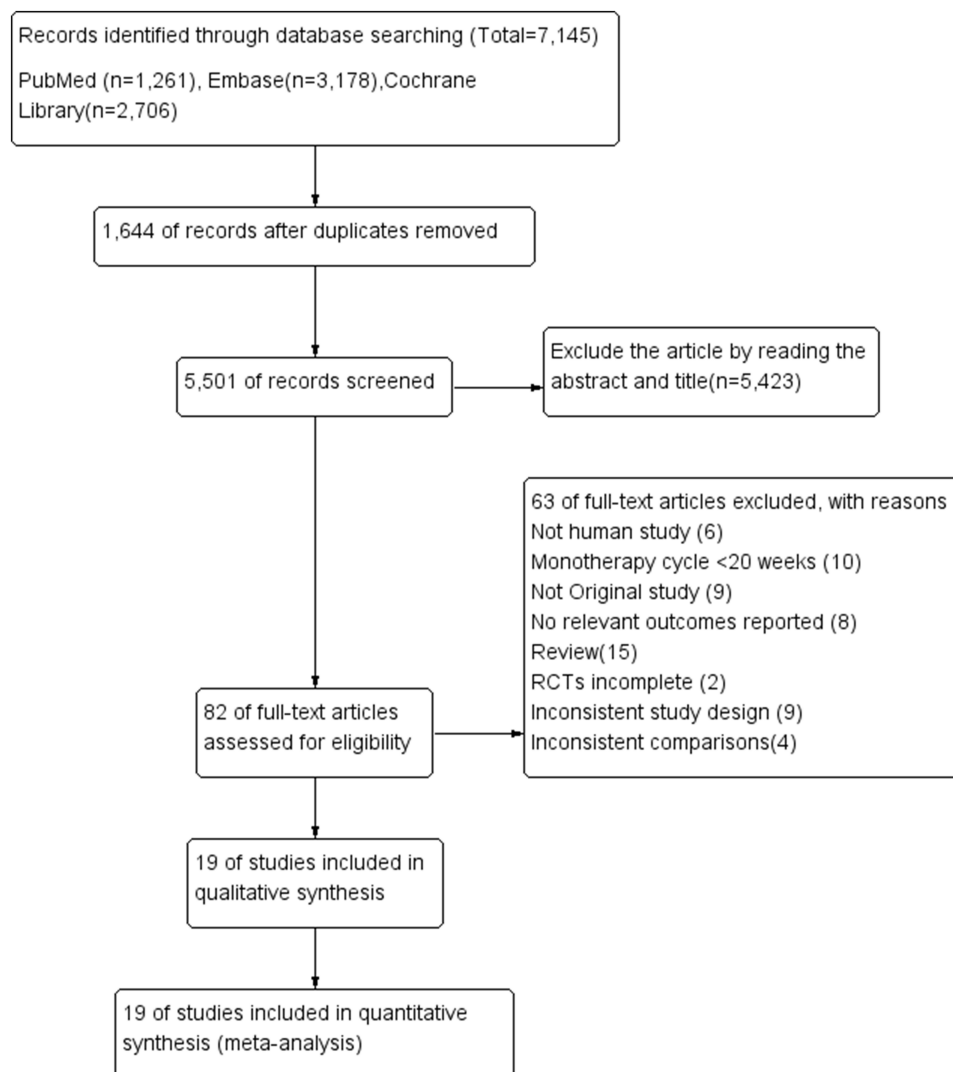 Records identified through database searching (Total=7,145)
PubMed (n=1,261), Embase(n=3,178),Cochrane
Library(n=2,706)
1,644 of records after duplicates removed
5,501 of records screened
Exclude the article by reading the
abstract and title(n=5,423)
63 of full-text articles excluded, with reasons
Not human study (6)
Monotherapy cycle <20 weeks (10)
Not Original study (9)
No relevant outcomes reported (8)
Review(15)
RCTs incomplete (2)
Inconsistent study design (9)
Inconsistent comparisons(4)
82 of full-text articles
assessed for eligibility
19 of studies included in
qualitative synthesis
19 of studies included in quantitative
synthesis (meta-analysis)